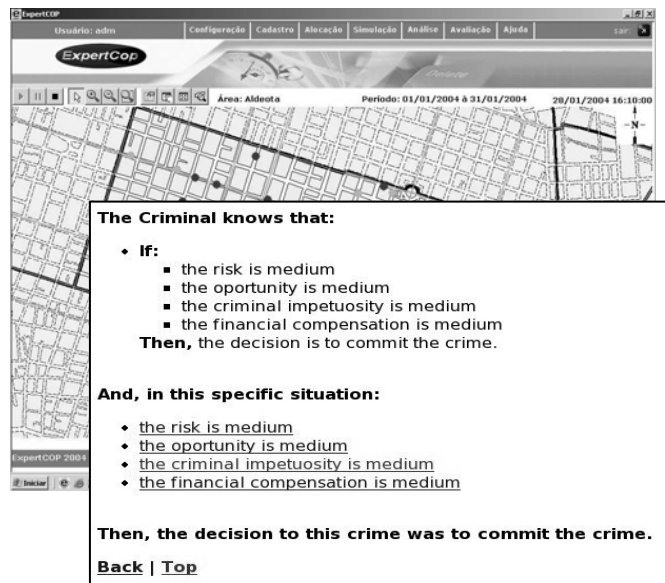 ExpertCOP
Usuário: adm
Configuração Cadastro Alocação Simulação Análise Avaliação Ajuda
sair:
ExpertCop
Delete
Área: Aldeota
Período: 01/01/2004 à 31/01/2004
28/01/2004 16:10:00
-N-
The Criminal knows that:
If:
the risk is medium
the oportunity is medium
the criminal impetuosity is medium
the financial compensation is medium
Then, the decision is to commit the crime.
And, in this specific situation:
the risk is medium
the oportunity is medium
the criminal impetuosity is medium
the financial compensation is medium
Then, the decision to this crime was to commit the crime.
Back | Top
ExpertCOP 2004
Iniciar